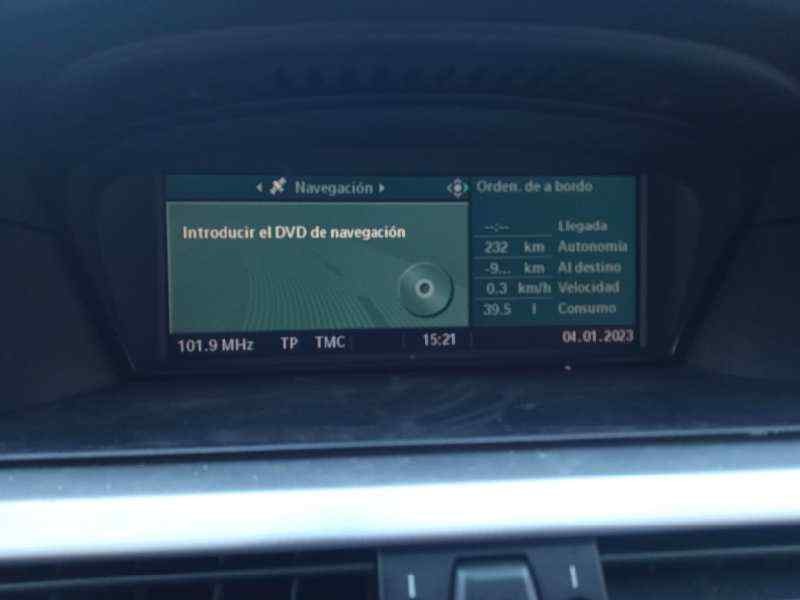 Navegación
Orden. de a bordo
Introducir el DVD de navegación
--:-- Llegada
232 km Autonomía
-9... km Al destino
0.3 km/h Velocidad
39.5 l Consumo
101.9 MHz TP TMC 15:21 04.01.2023